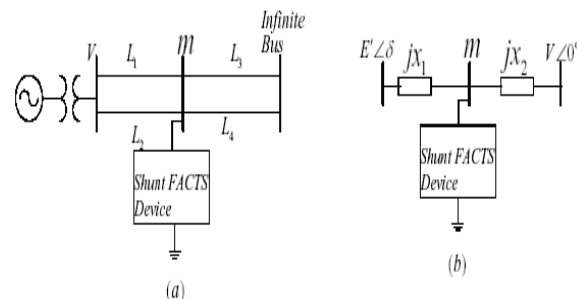 Infinite
Bus
V
L₁
m
L₃
L₂
L₄
Shunt FACTS
Device
(a)
E'∠δ
jx₁
m
jx₂
V∠0°
Shunt FACTS
Device
(b)